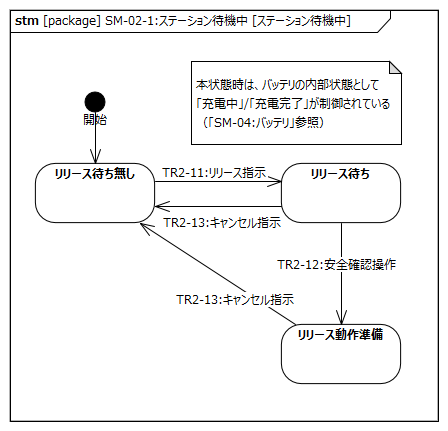 stm [package] SM-02-1:ステーション待機中 [ステーション待機中]
本状態時は、バッテリの内部状態として
「充電中」/「充電完了」が制御されている
（「SM-04:バッテリ」参照）
開始
リリース待ち無し
TR2-11:リリース指示
リリース待ち
TR2-13:キャンセル指示
TR2-12:安全確認操作
TR2-13:キャンセル指示
リリース動作準備